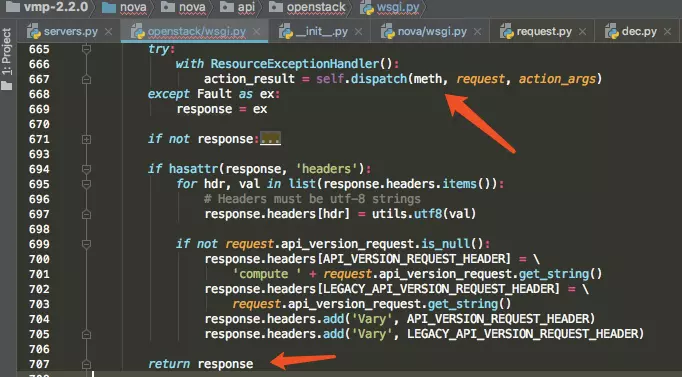 vmp-2.2.0 nova nova api openstack wsgi.py
servers.py openstack/wsgi.py __init__.py nova/wsgi.py request.py dec.py
1: Project
665 try:
666 with ResourceExceptionHandler():
667 action_result = self.dispatch(meth, request, action_args)
668 except Fault as ex:
669 response = ex
670
671 if not response:...
693
694 if hasattr(response, 'headers'):
695 for hdr, val in list(response.headers.items()):
696 # Headers must be utf-8 strings
697 response.headers[hdr] = utils.utf8(val)
698
699 if not request.api_version_request.is_null():
700 response.headers[API_VERSION_REQUEST_HEADER] = \
701 'compute ' + request.api_version_request.get_string()
702 response.headers[LEGACY_API_VERSION_REQUEST_HEADER] = \
703 request.api_version_request.get_string()
704 response.headers.add('Vary', API_VERSION_REQUEST_HEADER)
705 response.headers.add('Vary', LEGACY_API_VERSION_REQUEST_HEADER)
706
707 return response
708